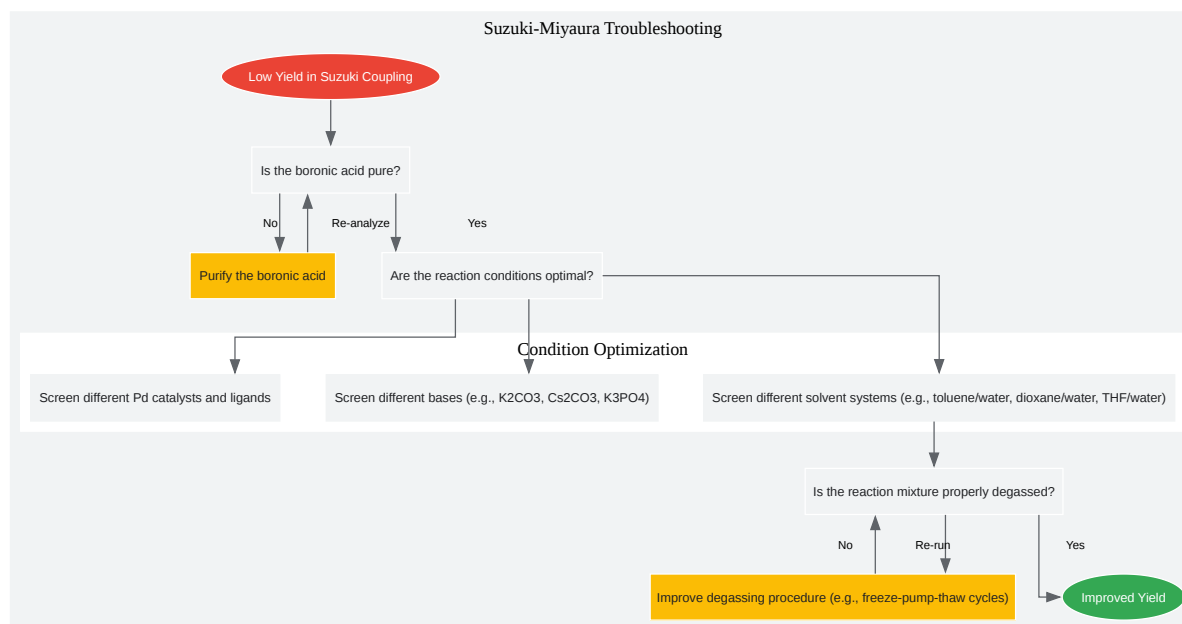 Suzuki-Miyaura Troubleshooting
Low Yield in Suzuki Coupling
Is the boronic acid pure?
No
Re-analyze
Yes
Purify the boronic acid
Are the reaction conditions optimal?
Condition Optimization
Screen different Pd catalysts and ligands
Screen different bases (e.g., K2CO3, Cs2CO3, K3PO4)
Screen different solvent systems (e.g., toluene/water, dioxane/water, THF/water)
Is the reaction mixture properly degassed?
No
Re-run
Yes
Improve degassing procedure (e.g., freeze-pump-thaw cycles)
Improved Yield